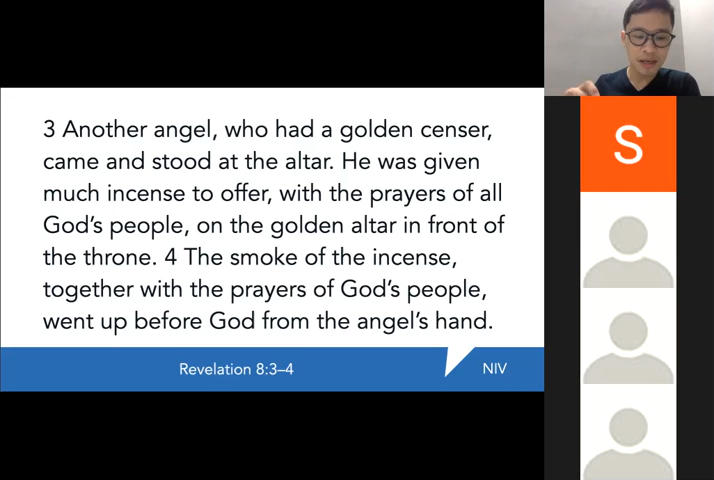 3 Another angel, who had a golden censer,
came and stood at the altar. He was given
much incense to offer, with the prayers of all
God’s people, on the golden altar in front of
the throne. 4 The smoke of the incense,
together with the prayers of God’s people,
went up before God from the angel’s hand.
Revelation 8:3–4
NIV
S